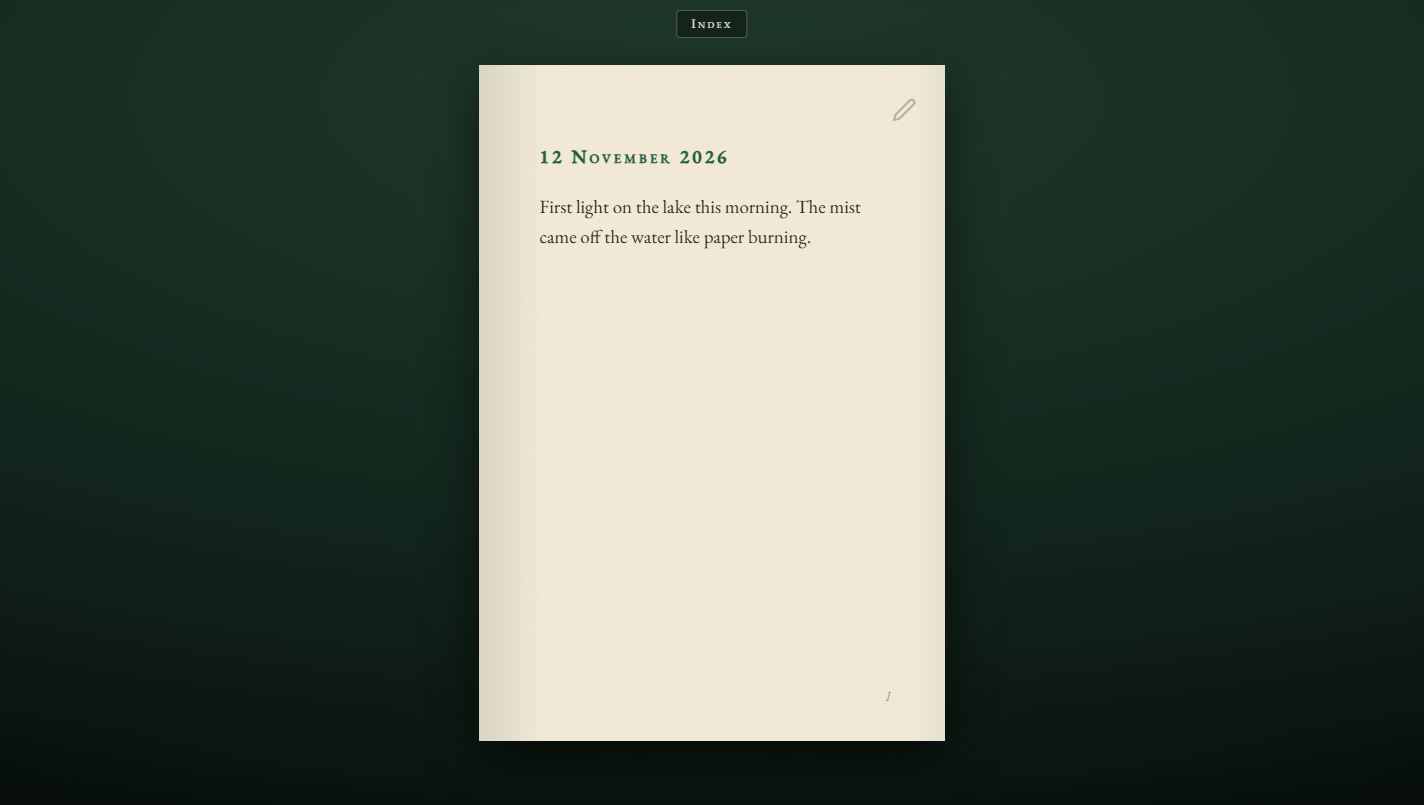 Index
12 November 2026
First light on the lake this morning. The mist
came off the water like paper burning.
1